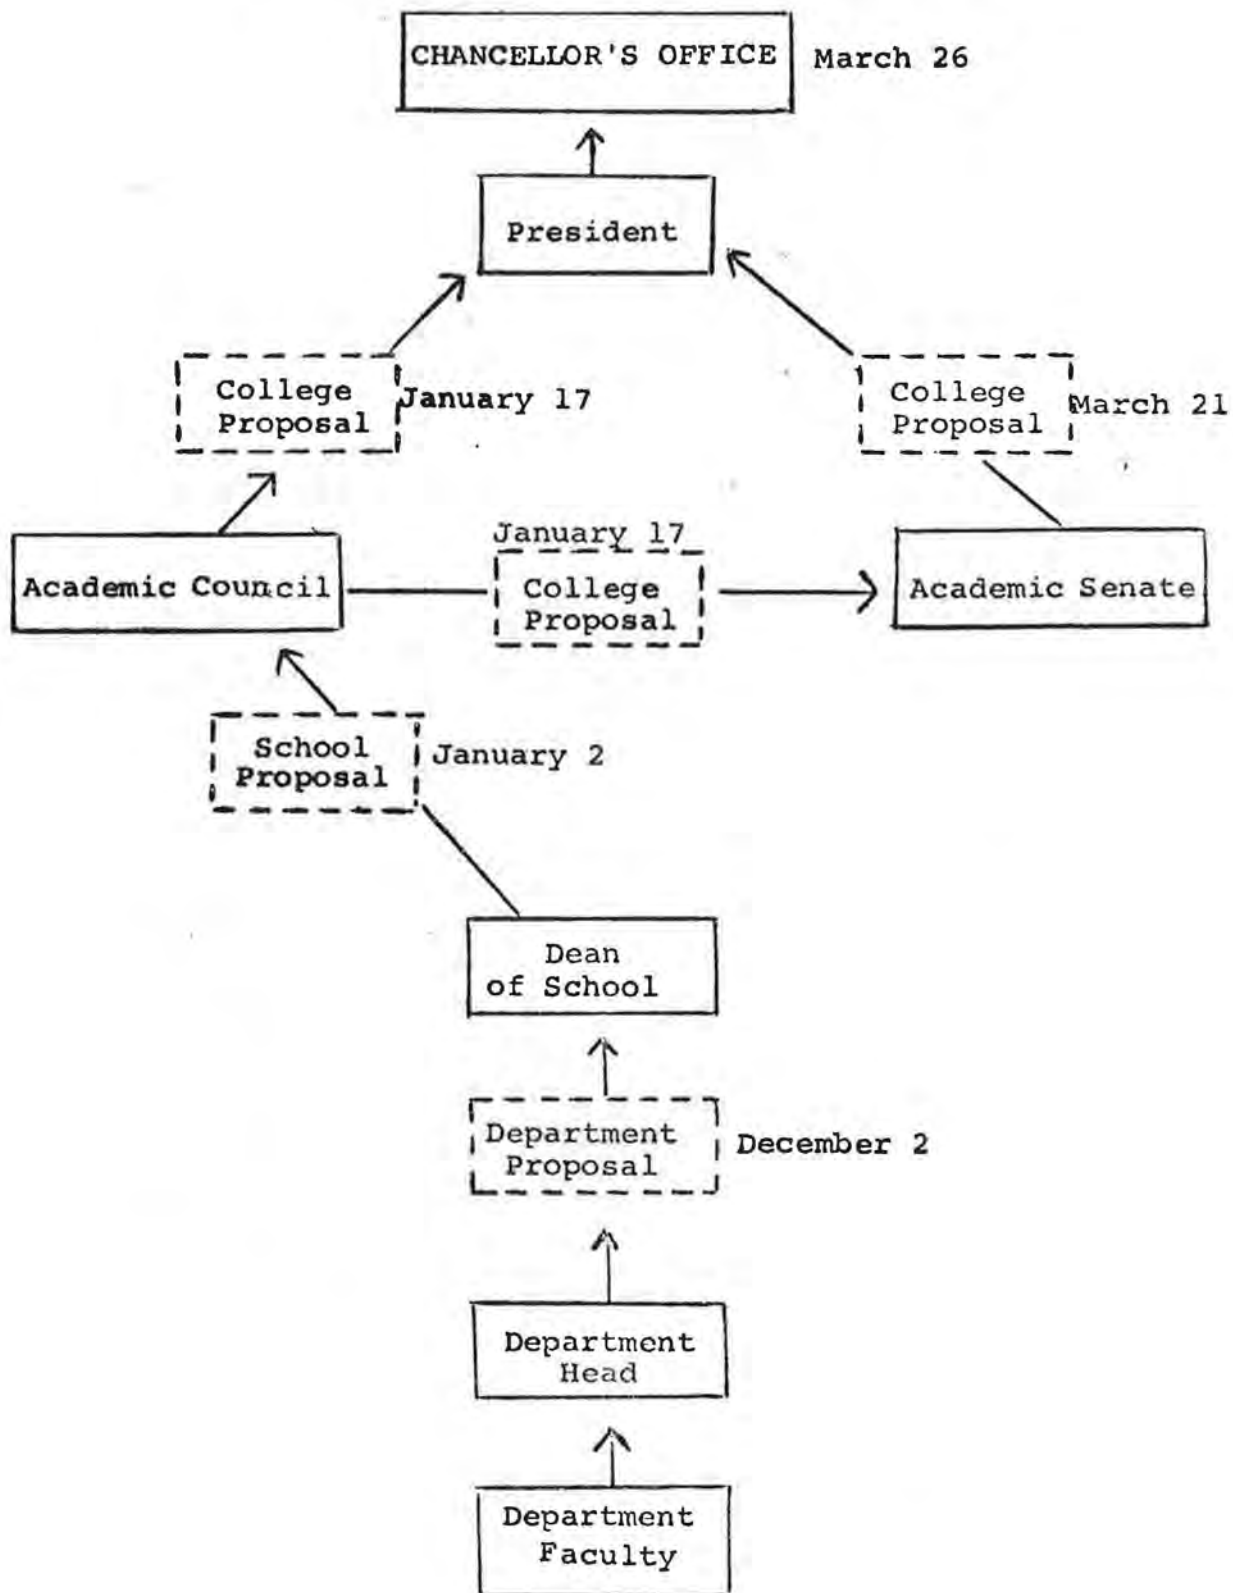 CHANCELLOR'S OFFICE
March 26
President
College
Proposal
January 17
College
Proposal
March 21
January 17
Academic Council
College
Proposal
Academic Senate
School
Proposal
January 2
Dean
of School
Department
Proposal
December 2
Department
Head
Department
Faculty